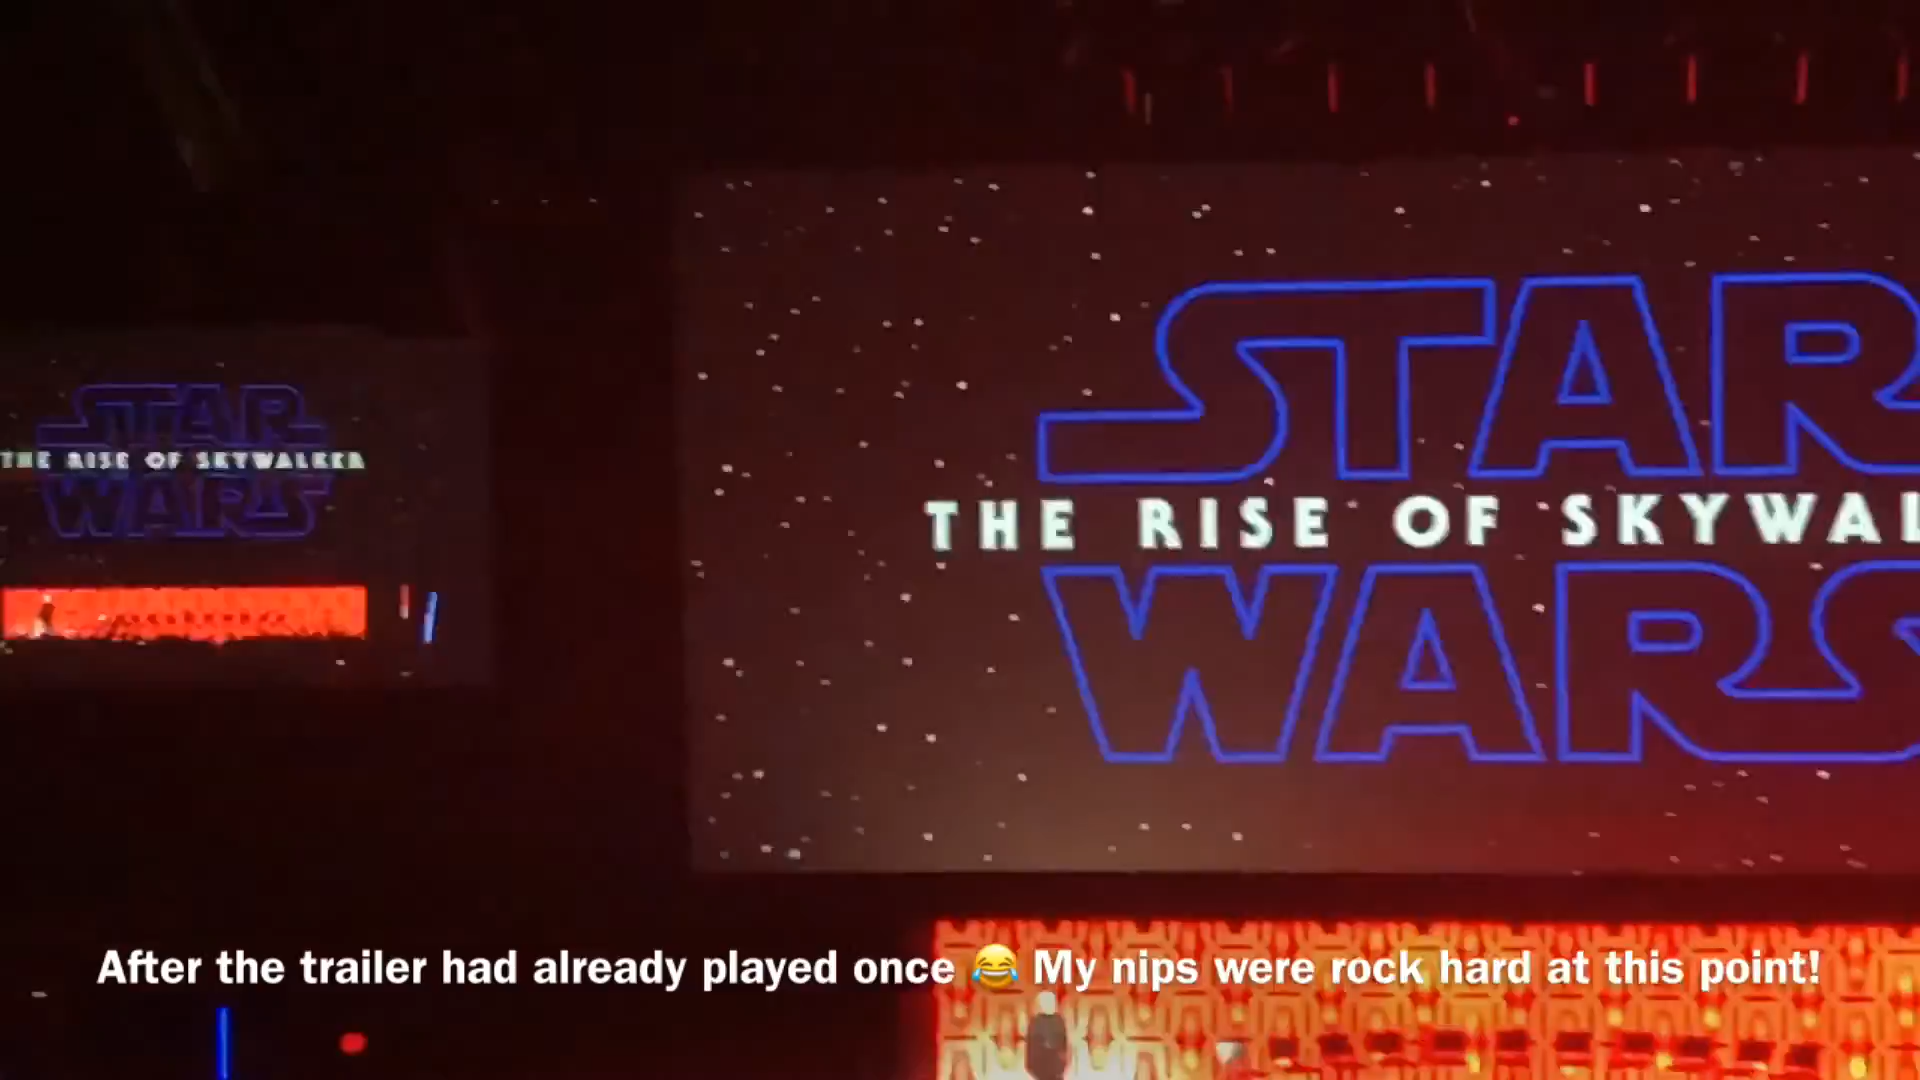 STAR
THE RISE OF SKYWALKER
WARS
STAR
THE RISE OF SKYWAL
WARS
After the trailer had already played once 😂 My nips were rock hard at this point!